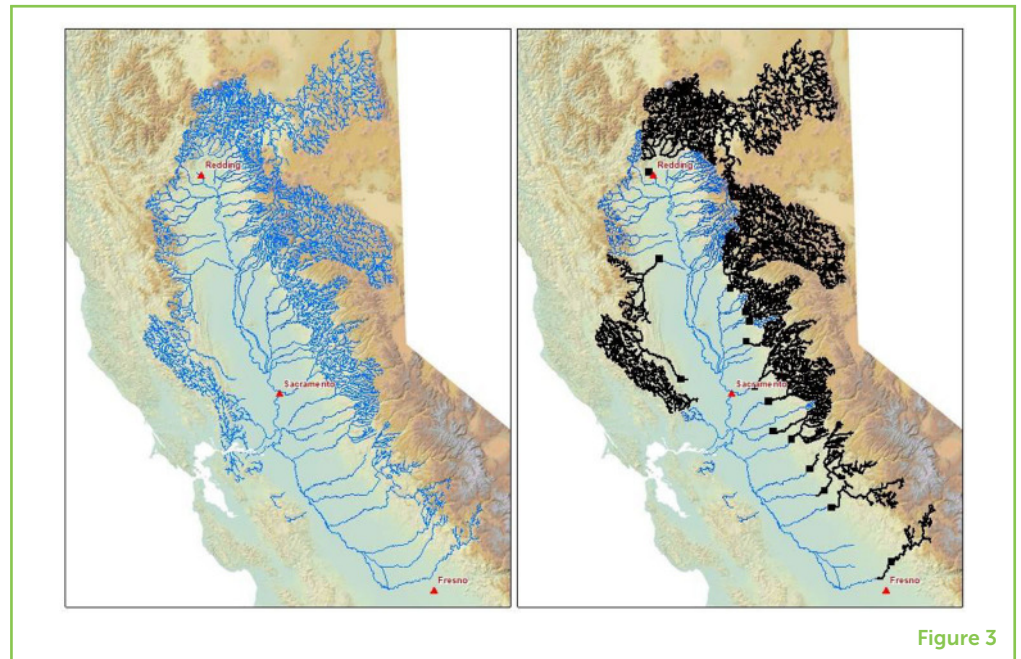 Redding
Sacramento
Fresno
Redding
Sacramento
Fresno
Figure 3